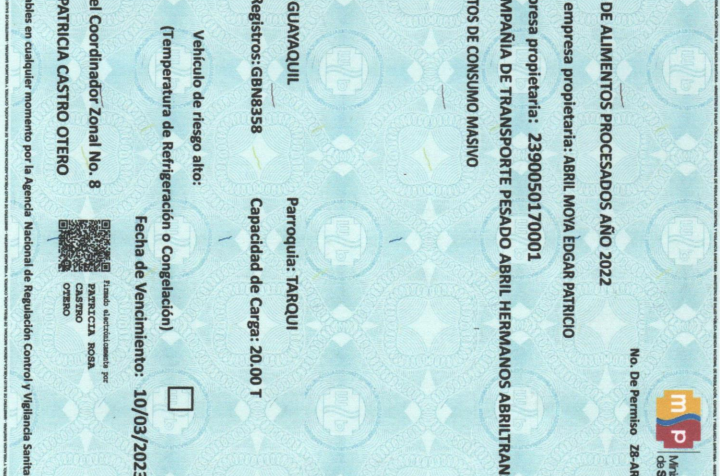 mp
Mini
de S
No. De Permiso Z8-AR
DE ALIMENTOS PROCESADOS AÑO 2022
empresa propietaria: ABRIL MOYA EDGAR PATRICIO
presa propietaria: 2390050170001
MPAÑIA DE TRANSPORTE PESADO ABRIL HERMANOS ABRILTRAN
TOS DE CONSUMO MASIVO
GUAYAQUIL Parroquia: TARQUI
Registros:GBN8358 Capacidad de Carga: 20.00 T
Vehículo de riesgo alto:
(Temperatura de Refrigeración o Congelación)
Fecha de Vencimiento: 10/03/202
el Coordinador Zonal No. 8
PATRICIA CASTRO OTERO
Firmado electrónicamente por
PATRICIA ROSA
CASTRO
OTERO
ables en cualquier momento por la Agencia Nacional de Regulación Control y Vigilancia Sanita